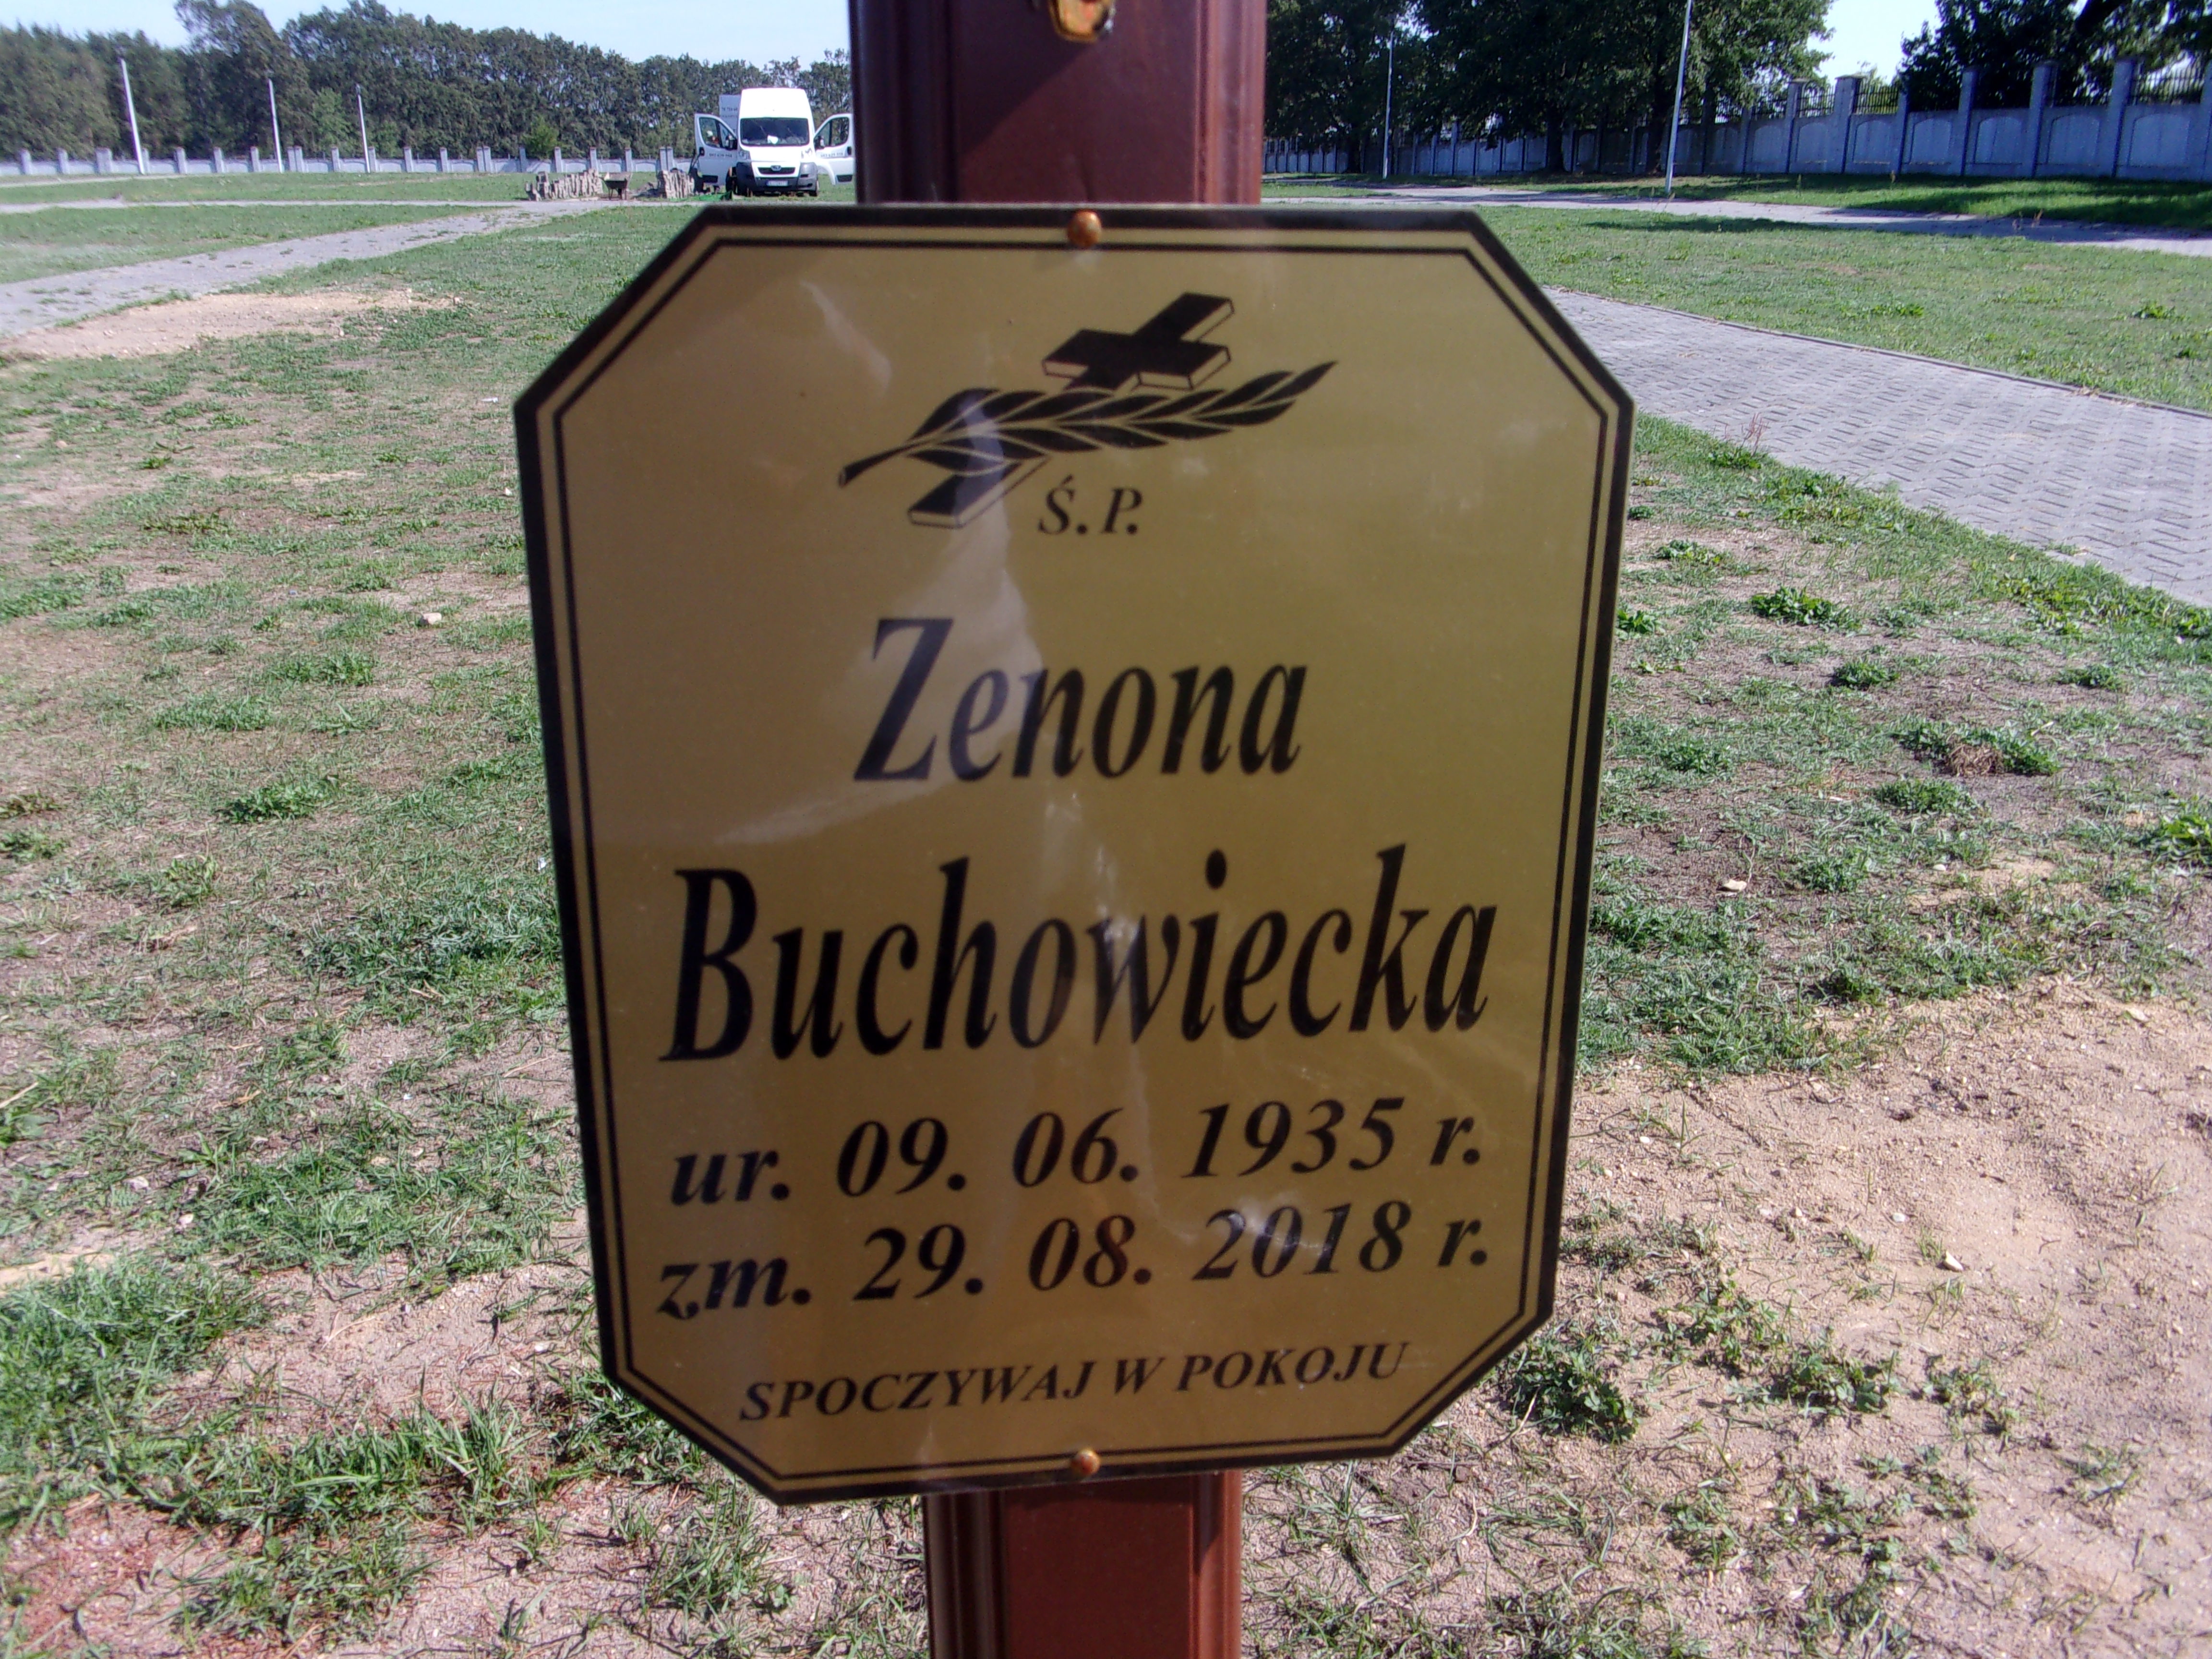 Ś.P.
Zenona
Buchowiecka
ur. 09. 06. 1935 r.
zm. 29. 08. 2018 r.
SPOCZYWAJ W POKOJU